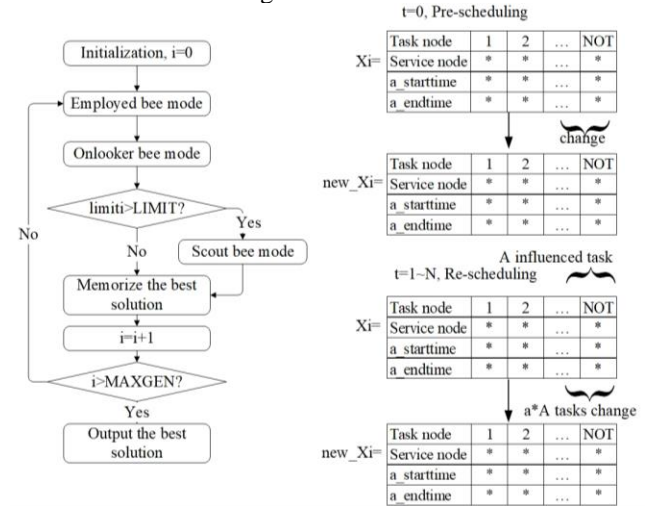 Initialization, i=0
Employed bee mode
Onlooker bee mode
limiti>LIMIT?
Yes
No
No
Scout bee mode
Memorize the best
solution
i=i+1
i>MAXGEN?
Yes
Output the best
solution
t=0, Pre-scheduling
Task node 1 2 ... NOT
Xi= Service node * * ... *
a_starttime * * ... *
a_endtime * * ... *
change
Task node 1 2 ... NOT
new_Xi= Service node * * ... *
a_starttime * * ... *
a_endtime * * ... *
A influenced task
t=1~N, Re-scheduling
Task node 1 2 ... NOT
Xi= Service node * * ... *
a_starttime * * ... *
a_endtime * * ... *
a*A tasks change
Task node 1 2 ... NOT
new_Xi= Service node * * ... *
a_starttime * * ... *
a_endtime * * ... *